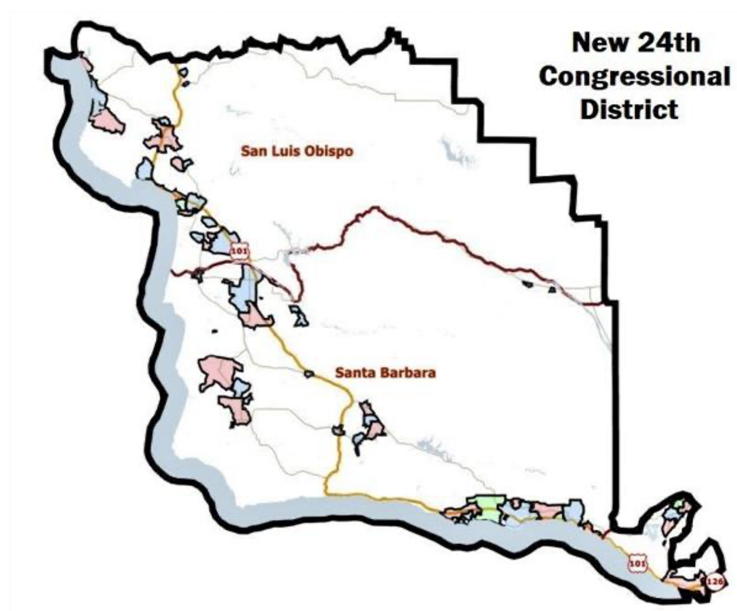 New 24th
Congressional
District
San Luis Obispo
101
Santa Barbara
101
126